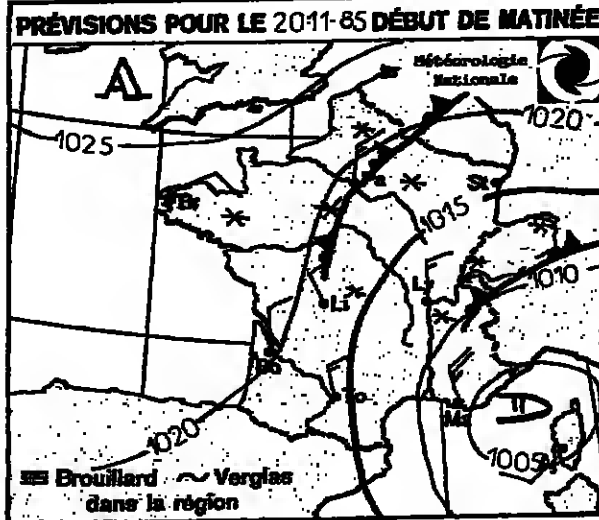 PRÉVISIONS POUR LE 20-11-85 DÉBUT DE MATINÉE
Météorologie
Nationale
A
1025
1020
Br
Pa
St
1015
Li
Ly
1010
Bo
To
Ma
1020
1005
Brouillard Verglas
dans la région